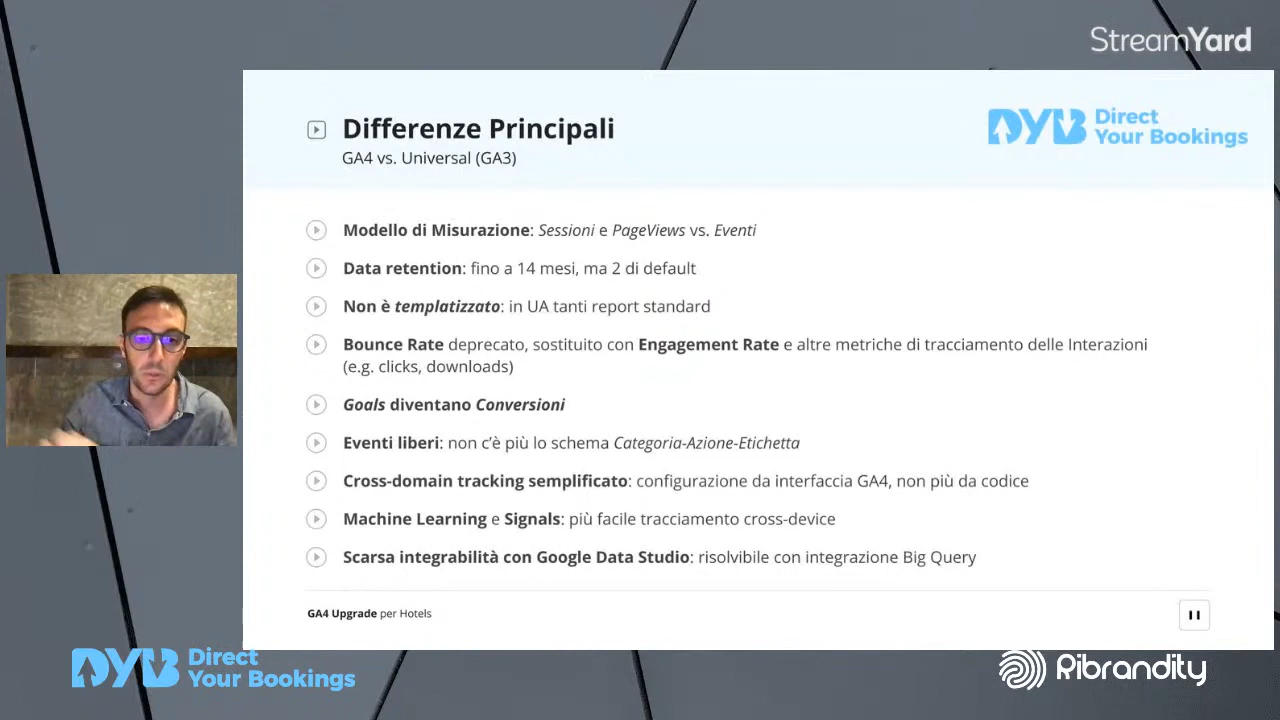 StreamYard
Differenze Principali
GA4 vs. Universal (GA3)
DYB Direct
Your Bookings
Modello di Misurazione: Sessioni e PageViews vs. Eventi
Data retention: fino a 14 mesi, ma 2 di default
Non è templatizzato: in UA tanti report standard
Bounce Rate deprecato, sostituito con Engagement Rate e altre metriche di tracciamento delle Interazioni
(e.g. clicks, downloads)
Goals diventano Conversioni
Eventi liberi: non c'è più lo schema Categoria-Azione-Etichetta
Cross-domain tracking semplificato: configurazione da interfaccia GA4, non più da codice
Machine Learning e Signals: più facile tracciamento cross-device
Scarsa integrabilità con Google Data Studio: risolvibile con integrazione Big Query
GA4 Upgrade per Hotels
DYB Direct
Your Bookings
Ribrandity